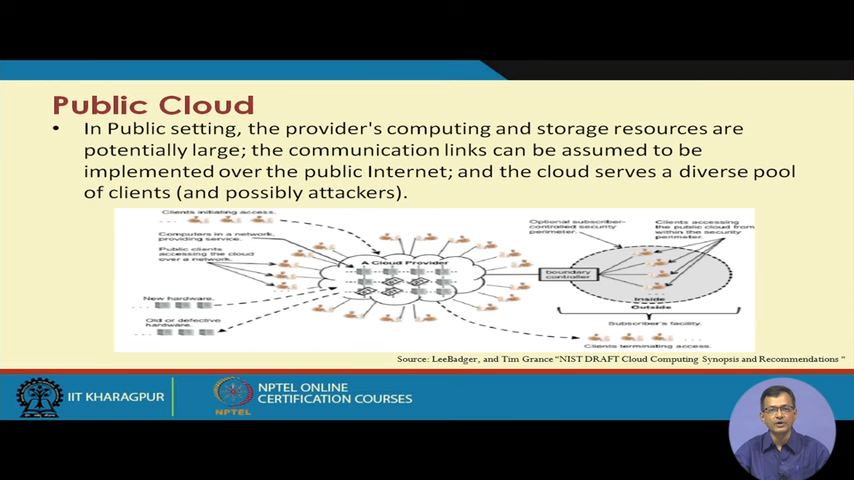 Public Cloud
• In Public setting, the provider's computing and storage resources are
potentially large; the communication links can be assumed to be
implemented over the public Internet; and the cloud serves a diverse pool
of clients (and possibly attackers).
Clients initiating access.
Computers in a network,
providing service.
Public clients
accessing the cloud
over a network.
New hardware.
Old or defective
hardware.
A Cloud Provider
Optional subscriber-
controlled security
perimeter.
Clients accessing
the public cloud from
within the security
perimeter.
boundary
controller
Inside
Outside
Subscriber's facility.
Clients terminating access.
Source: LeeBadger, and Tim Grance "NIST DRAFT Cloud Computing Synopsis and Recommendations "
IIT KHARAGPUR
NPTEL
NPTEL ONLINE
CERTIFICATION COURSES